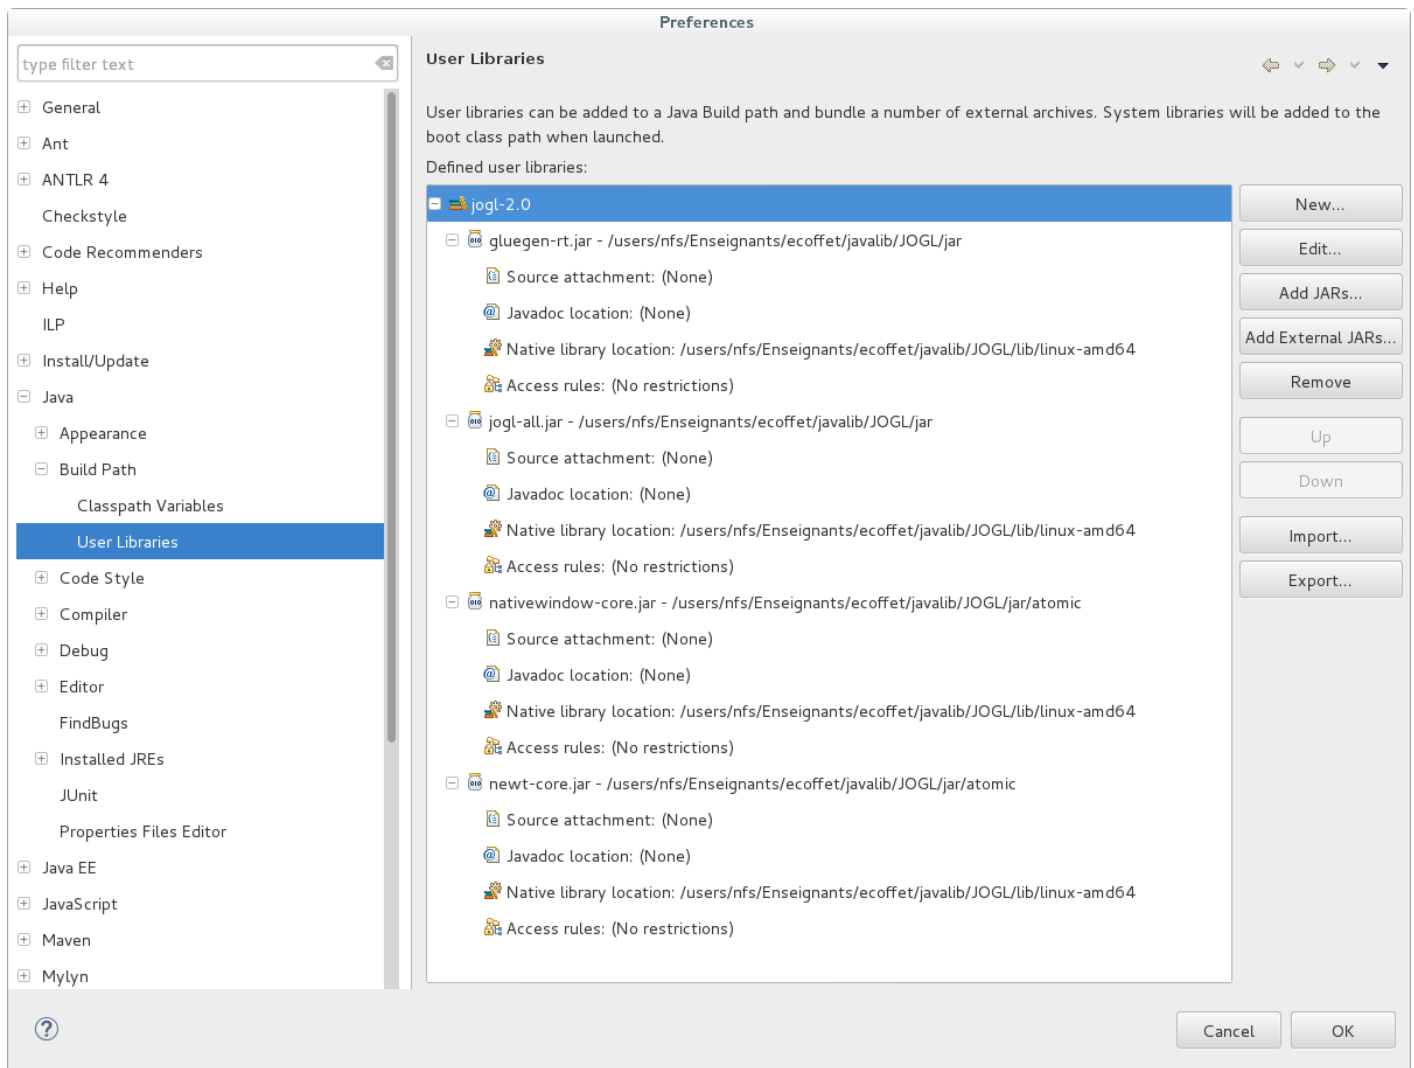 Preferences
type filter text
General
Ant
ANTLR 4
Checkstyle
Code Recommenders
Help
ILP
Install/Update
Java
Appearance
Build Path
Classpath Variables
User Libraries
Code Style
Compiler
Debug
Editor
FindBugs
Installed JREs
JUnit
Properties Files Editor
Java EE
JavaScript
Maven
Mylyn
User Libraries
User libraries can be added to a Java Build path and bundle a number of external archives. System libraries will be added to the
boot class path when launched.
Defined user libraries:
jogl-2.0
gluegen-rt.jar - /users/nfs/Enseignants/ecoffet/javalib/JOGL/jar
Source attachment: (None)
Javadoc location: (None)
Native library location: /users/nfs/Enseignants/ecoffet/javalib/JOGL/lib/linux-amd64
Access rules: (No restrictions)
jogl-all.jar - /users/nfs/Enseignants/ecoffet/javalib/JOGL/jar
Source attachment: (None)
Javadoc location: (None)
Native library location: /users/nfs/Enseignants/ecoffet/javalib/JOGL/lib/linux-amd64
Access rules: (No restrictions)
nativewindow-core.jar - /users/nfs/Enseignants/ecoffet/javalib/JOGL/jar/atomic
Source attachment: (None)
Javadoc location: (None)
Native library location: /users/nfs/Enseignants/ecoffet/javalib/JOGL/lib/linux-amd64
Access rules: (No restrictions)
newt-core.jar - /users/nfs/Enseignants/ecoffet/javalib/JOGL/jar/atomic
Source attachment: (None)
Javadoc location: (None)
Native library location: /users/nfs/Enseignants/ecoffet/javalib/JOGL/lib/linux-amd64
Access rules: (No restrictions)
New...
Edit...
Add JARs...
Add External JARs...
Remove
Up
Down
Import...
Export...
?
Cancel
OK